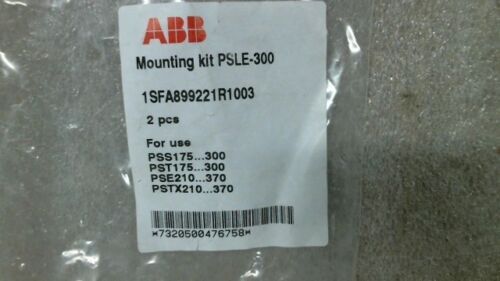 ABB
Mounting kit PSLE-300
1SFA899221R1003
2 pcs
For use
PSS175...300
PST175...300
PSE210...370
PSTX210...370
*7320500476758*